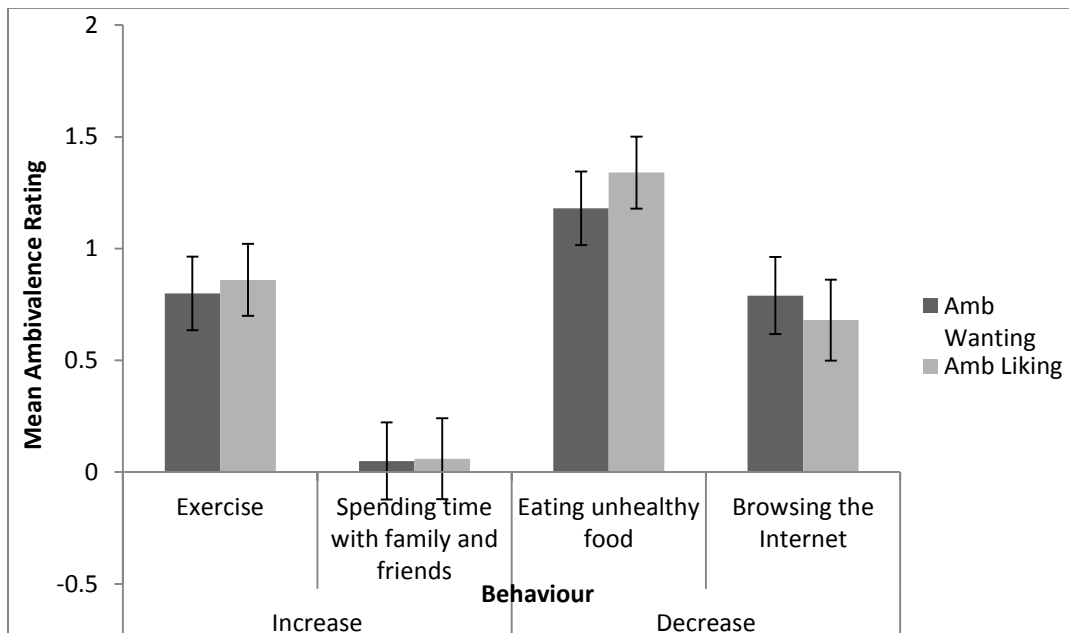 2
1.5
1
0.5
0
-0.5
Mean Ambivalence Rating
Exercise
Spending time
with family and
friends
Eating unhealthy
food
Browsing the
Internet
Behaviour
Increase
Decrease
Amb
Wanting
Amb Liking